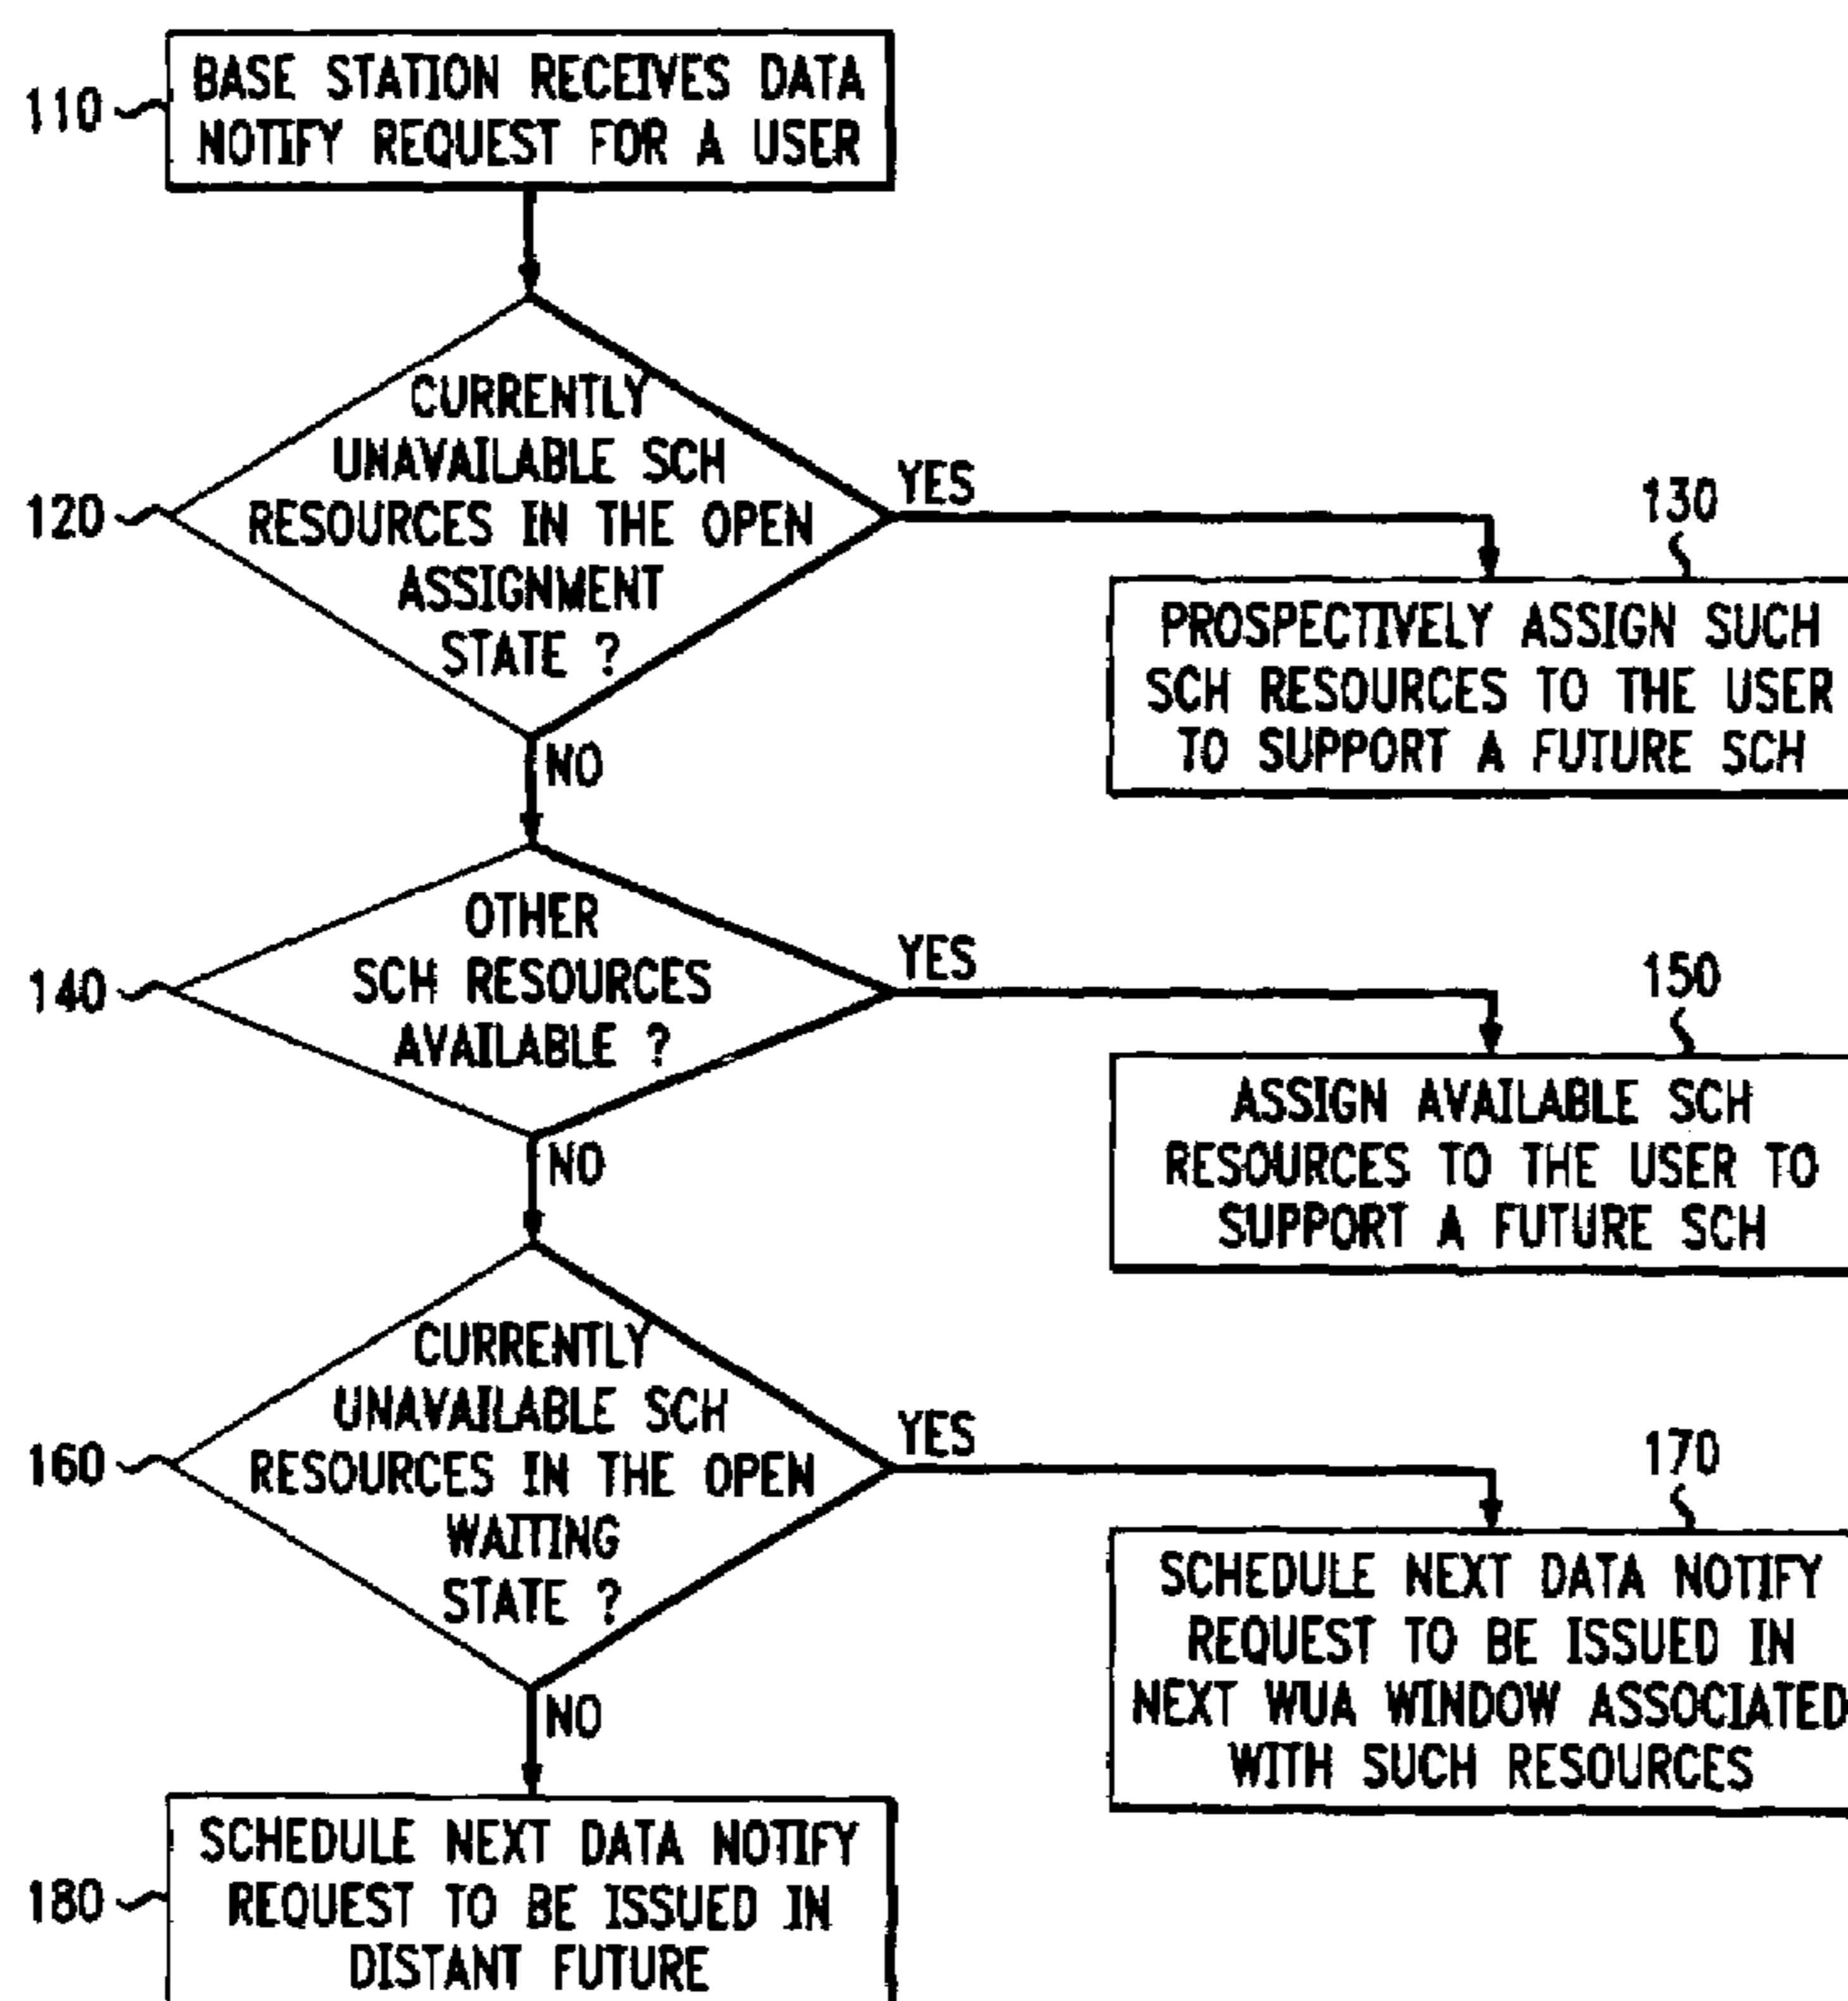 110
BASE STATION RECEIVES DATA
NOTIFY REQUEST FOR A USER
120
CURRENTLY
UNAVAILABLE SCH
RESOURCES IN THE OPEN
ASSIGNMENT
STATE ?
YES
130
PROSPECTIVELY ASSIGN SUCH
SCH RESOURCES TO THE USER
TO SUPPORT A FUTURE SCH
NO
140
OTHER
SCH RESOURCES
AVAILABLE ?
YES
150
ASSIGN AVAILABLE SCH
RESOURCES TO THE USER TO
SUPPORT A FUTURE SCH
NO
160
CURRENTLY
UNAVAILABLE SCH
RESOURCES IN THE OPEN
WAITING
STATE ?
YES
170
SCHEDULE NEXT DATA NOTIFY
REQUEST TO BE ISSUED IN
NEXT WUA WINDOW ASSOCIATED
WITH SUCH RESOURCES
NO
180
SCHEDULE NEXT DATA NOTIFY
REQUEST TO BE ISSUED IN
DISTANT FUTURE